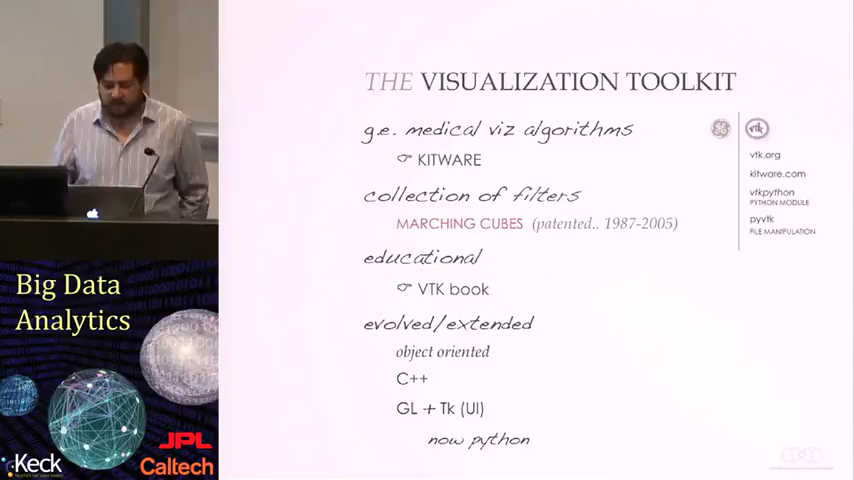 THE VISUALIZATION TOOLKIT
g.e. medical viz algorithms
☞ KITWARE
collection of filters
MARCHING CUBES (patented.. 1987-2005)
educational
☞ VTK book
evolved/extended
object oriented
C++
GL + Tk (UI)
now python
GE
vtk
vtk.org
kitware.com
vtkpython
PYTHON MODULE
pyvtk
FILE MANIPULATION
Big Data
Analytics
JPL
Keck
Caltech